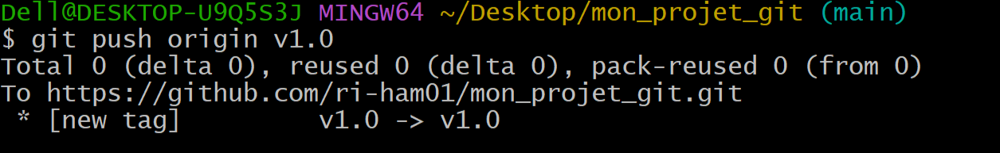 Dell@DESKTOP-U9Q5S3J MINGW64 ~/Desktop/mon_projet_git (main)
$ git push origin v1.0
Total 0 (delta 0), reused 0 (delta 0), pack-reused 0 (from 0)
To https://github.com/ri-ham01/mon_projet_git.git
 * [new tag]         v1.0 -> v1.0